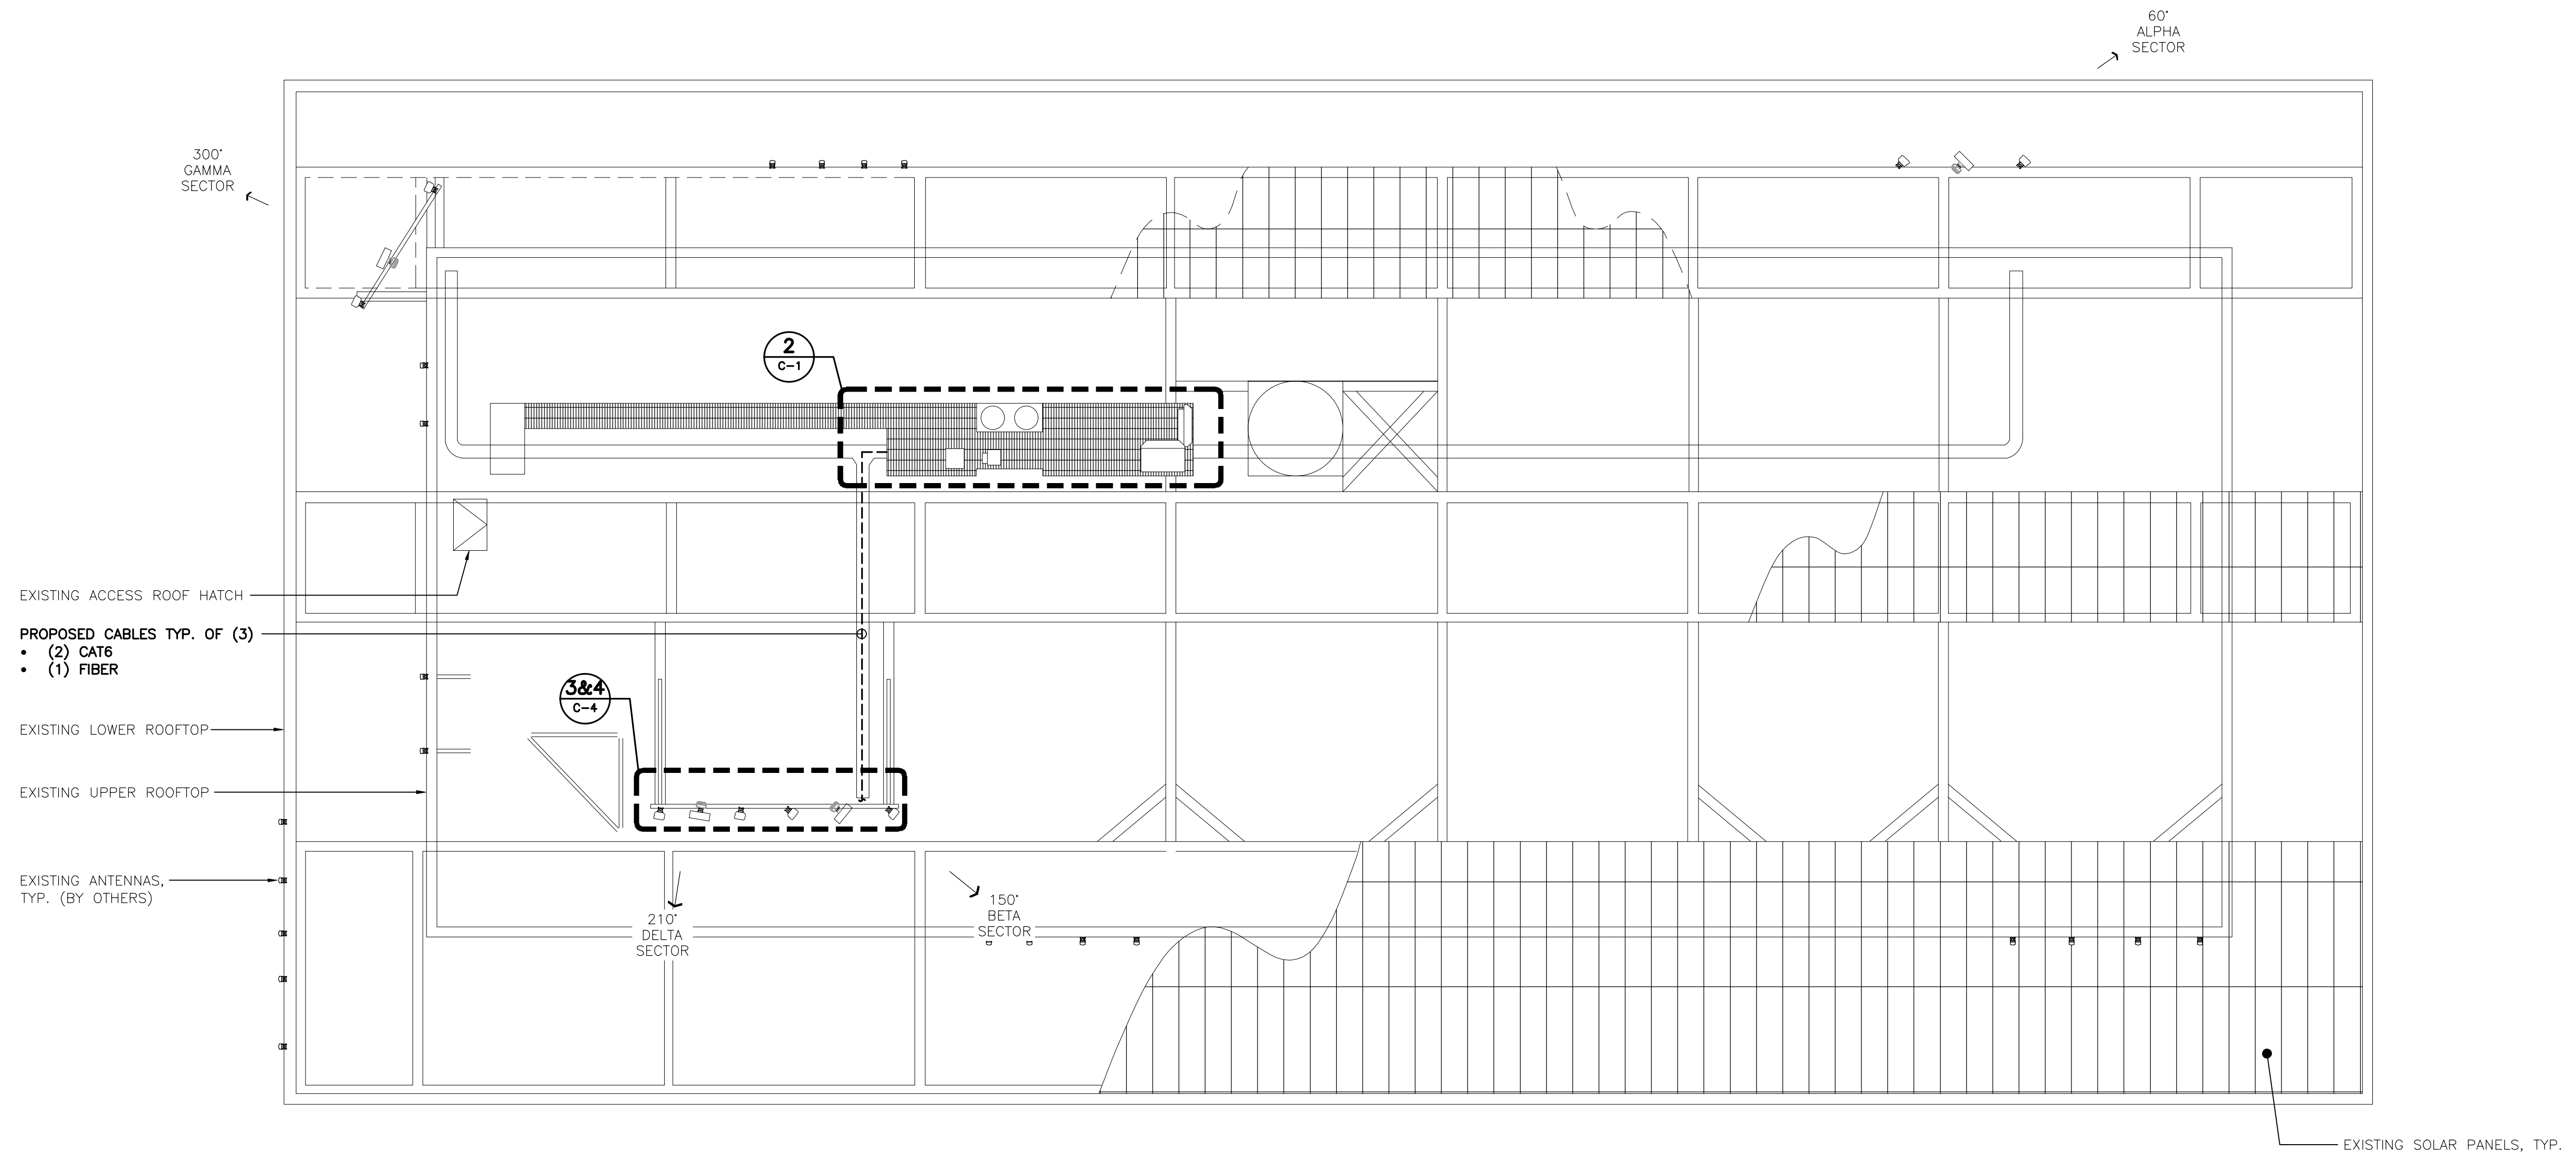 60°
ALPHA
SECTOR
300°
GAMMA
SECTOR
2
C-1
EXISTING ACCESS ROOF HATCH
PROPOSED CABLES TYP. OF (3)
• (2) CAT6
• (1) FIBER
3&4
C-4
EXISTING LOWER ROOFTOP
EXISTING UPPER ROOFTOP
EXISTING ANTENNAS,
TYP. (BY OTHERS)
210°
DELTA
SECTOR
150°
BETA
SECTOR
EXISTING SOLAR PANELS, TYP.